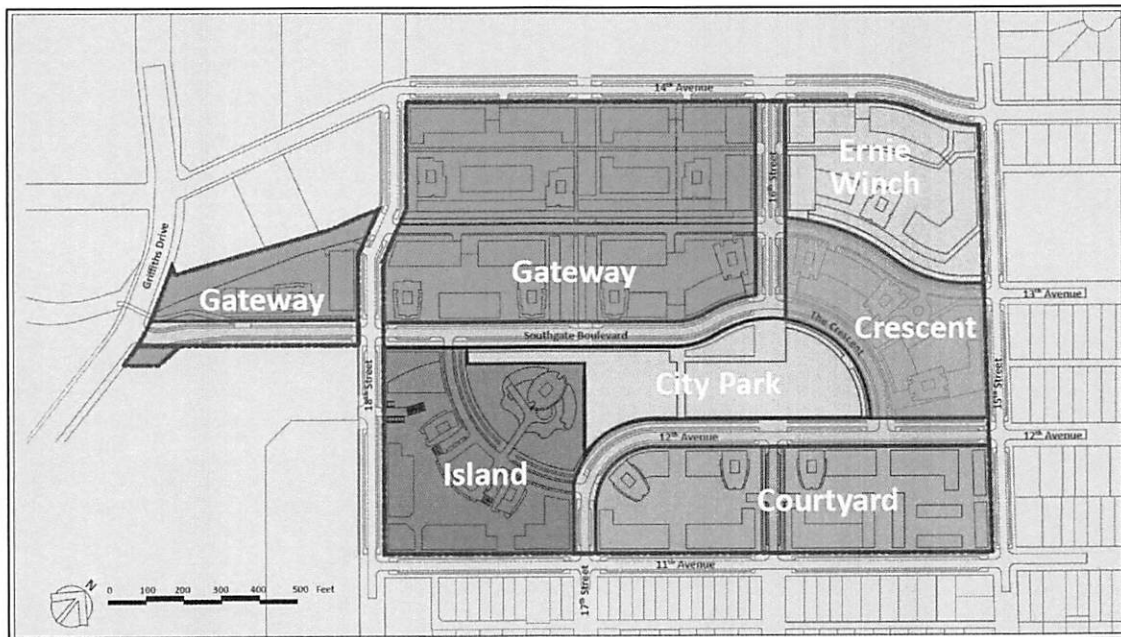 14th Avenue
Ernie
Winch
16th Street
Griffiths Drive
Gateway
Gateway
13th Avenue
Crescent
The Crescent
Southgate Boulevard
18th Street
City Park
15th Street
12th Avenue
12th Avenue
Island
Courtyard
11th Avenue
17th Street
N
0 100 200 300 400 500 Feet